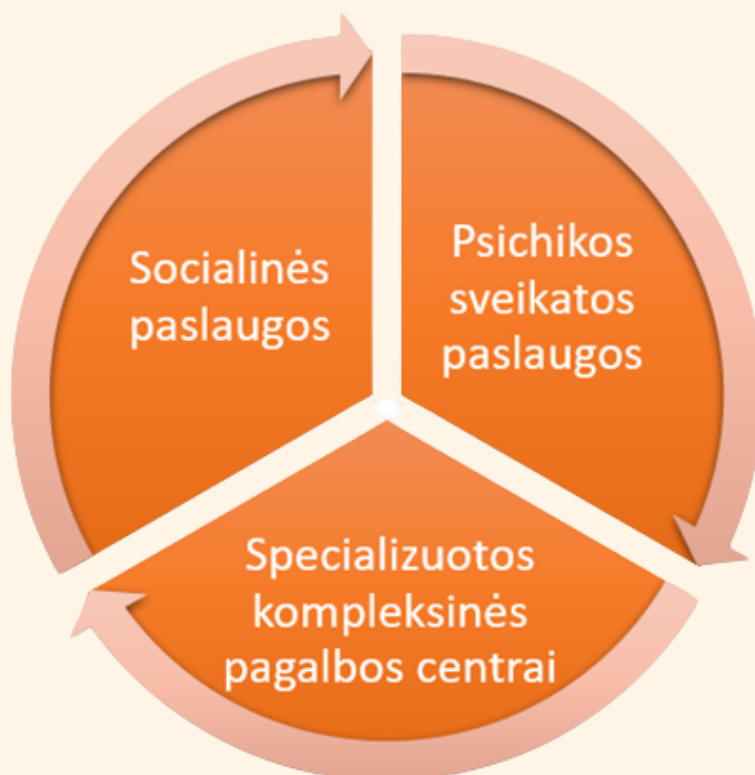 Socialinės
paslaugos
Psichikos
sveikatos
paslaugos
Specializuotos
kompleksinės
pagalbos centrai